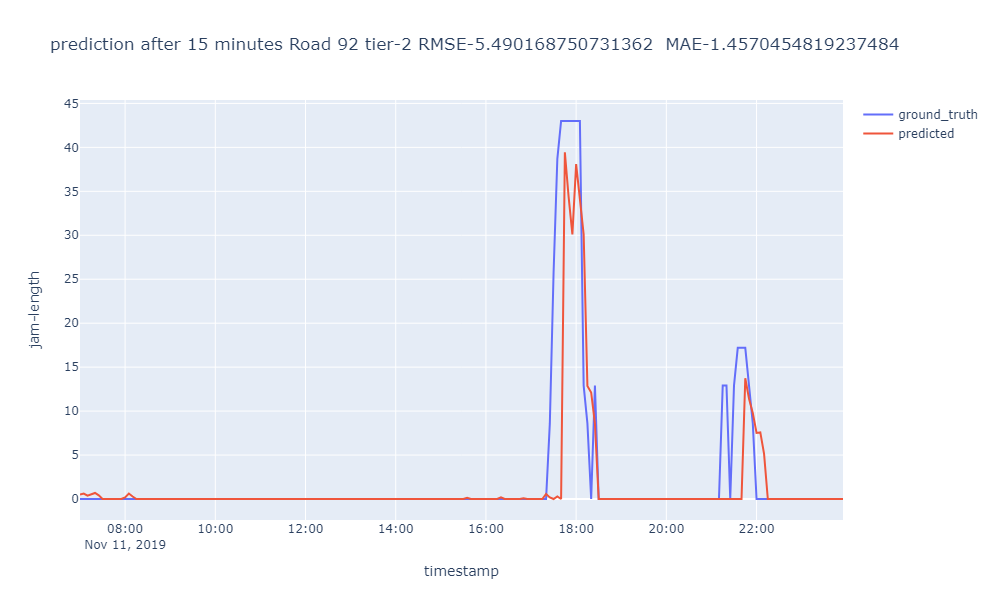 prediction after 15 minutes Road 92 tier-2 RMSE-5.490168750731362  MAE-1.4570454819237484
ground_truth
predicted
45
40
35
30
25
20
15
10
5
0
jam-length
08:00 10:00 12:00 14:00 16:00 18:00 20:00 22:00
Nov 11, 2019
timestamp